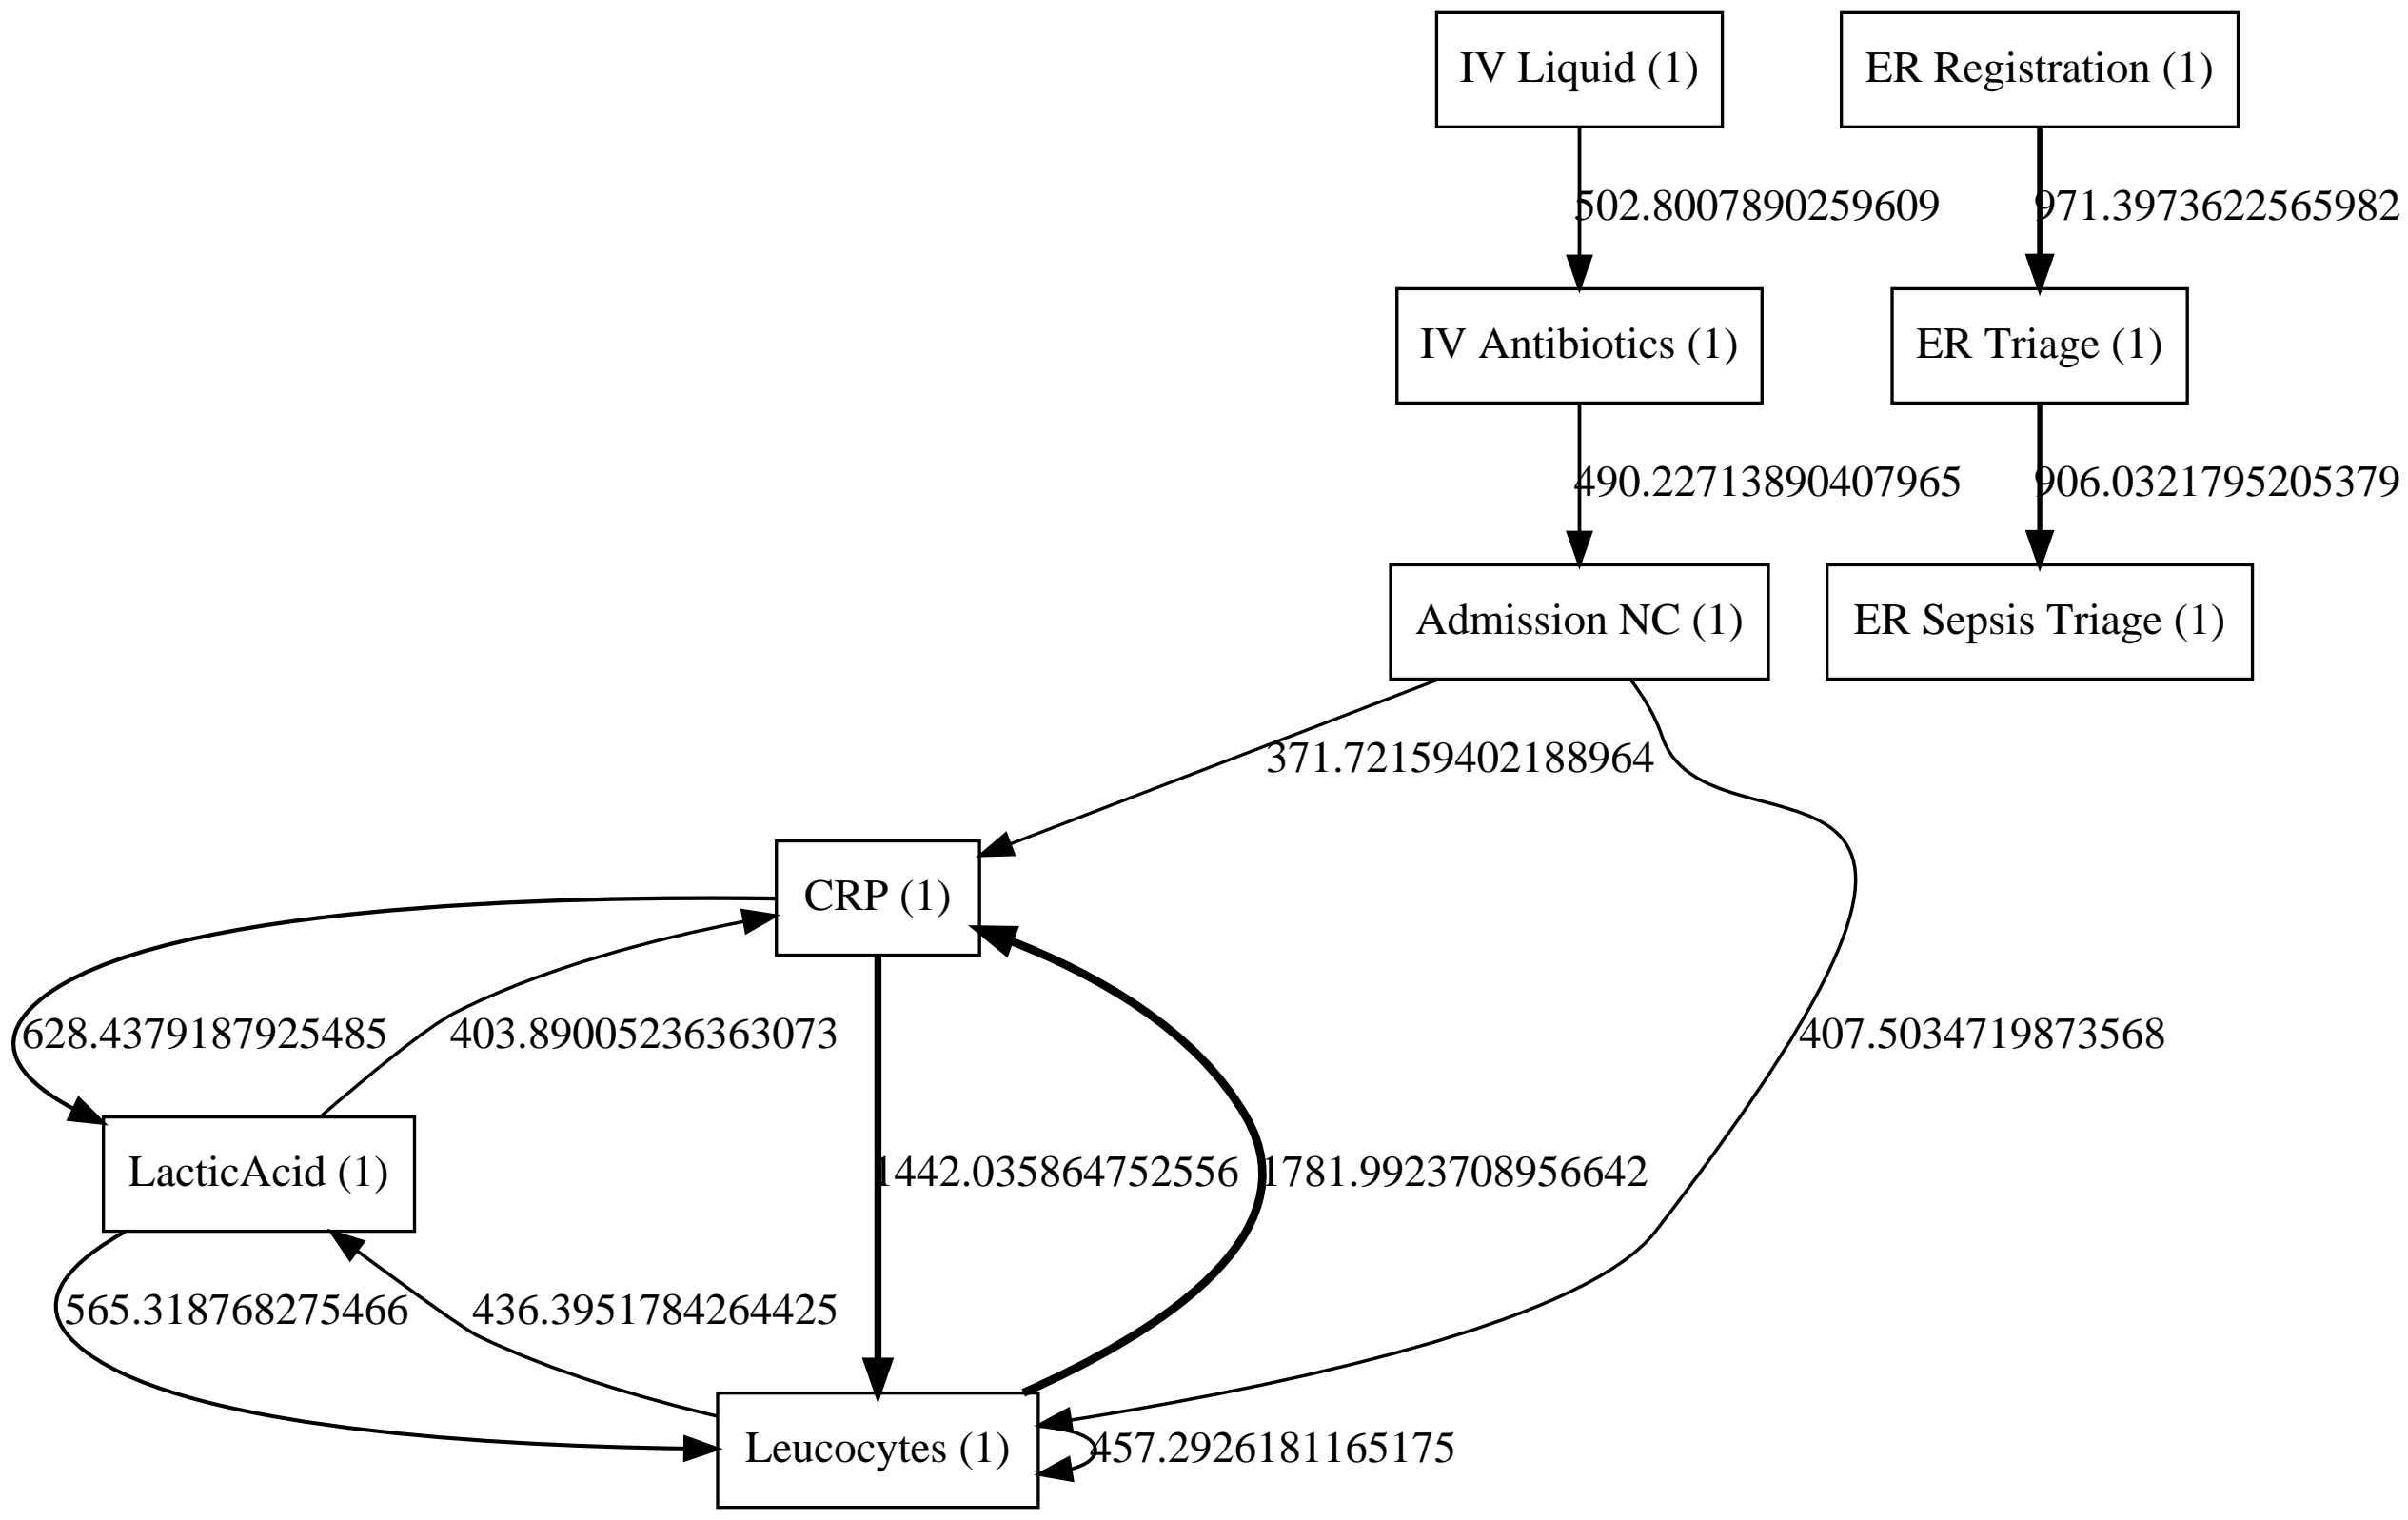 IV Liquid (1)
ER Registration (1)
502.8007890259609
971.3973622565982
IV Antibiotics (1)
ER Triage (1)
490.22713890407965
906.0321795205379
Admission NC (1)
ER Sepsis Triage (1)
371.72159402188964
CRP (1)
628.4379187925485
403.89005236363073
407.5034719873568
LacticAcid (1)
1442.035864752556
1781.9923708956642
565.318768275466
436.3951784264425
Leucocytes (1)
457.2926181165175